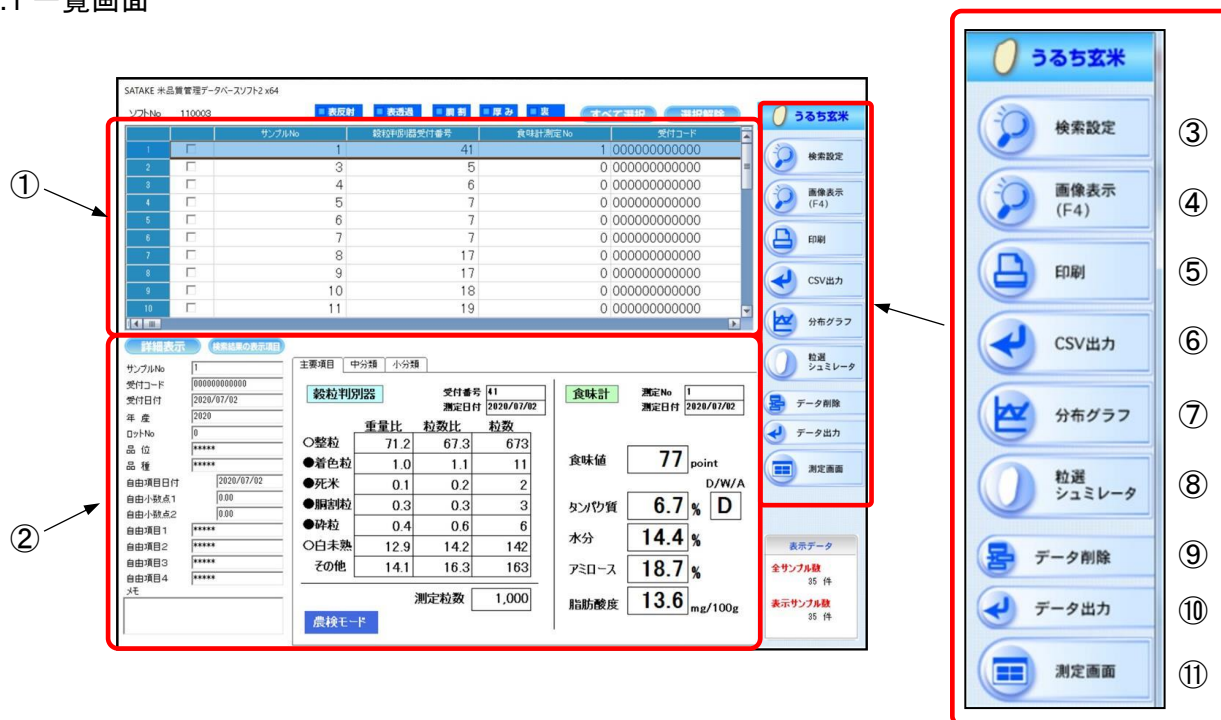 .1 一覧画面
SATAKE 米品質管理データベースソフト2 x64
ソフトNo 110003 表反射 表透過 胴割 厚み 裏 すべて選択 選択解除
サンプルNo 穀粒判別器受付番号 食味計測定No 受付コード
1 1 41 1 000000000000
2 3 5 0 000000000000
3 4 6 0 000000000000
4 5 7 0 000000000000
5 6 7 0 000000000000
6 7 7 0 000000000000
7 8 17 0 000000000000
8 9 17 0 000000000000
9 10 18 0 000000000000
10 11 19 0 000000000000
①
詳細表示 検索結果の表示項目
サンプルNo 1
受付コード 000000000000
受付日付 2020/07/02
年 産 2020
ロットNo 0
品 位 *****
品 種 *****
自由項目日付 2020/07/02
自由小数点1 0.00
自由小数点2 0.00
自由項目1 *****
自由項目2 *****
自由項目3 *****
自由項目4 *****
メモ
②
主要項目 中分類 小分類
穀粒判別器 受付番号 41
測定日付 2020/07/02
重量比 粒数比 粒数
○整粒 71.2 67.3 673
●着色粒 1.0 1.1 11
●死米 0.1 0.2 2
●胴割粒 0.3 0.3 3
●砕粒 0.4 0.6 6
○白未熟 12.9 14.2 142
その他 14.1 16.3 163
測定粒数 1,000
農検モード
食味計 測定No 1
測定日付 2020/07/02
食味値 77 point
D/W/A
タンパク質 6.7 % D
水分 14.4 %
アミロース 18.7 %
脂肪酸度 13.6 mg/100g
うるち玄米
検索設定
画像表示
(F4)
印刷
CSV出力
分布グラフ
粒選
シュミレータ
データ削除
データ出力
測定画面
表示データ
全サンプル数
35 件
表示サンプル数
35 件
うるち玄米
検索設定 ③
画像表示
(F4) ④
印刷 ⑤
CSV出力 ⑥
分布グラフ ⑦
粒選
シュミレータ ⑧
データ削除 ⑨
データ出力 ⑩
測定画面 ⑪